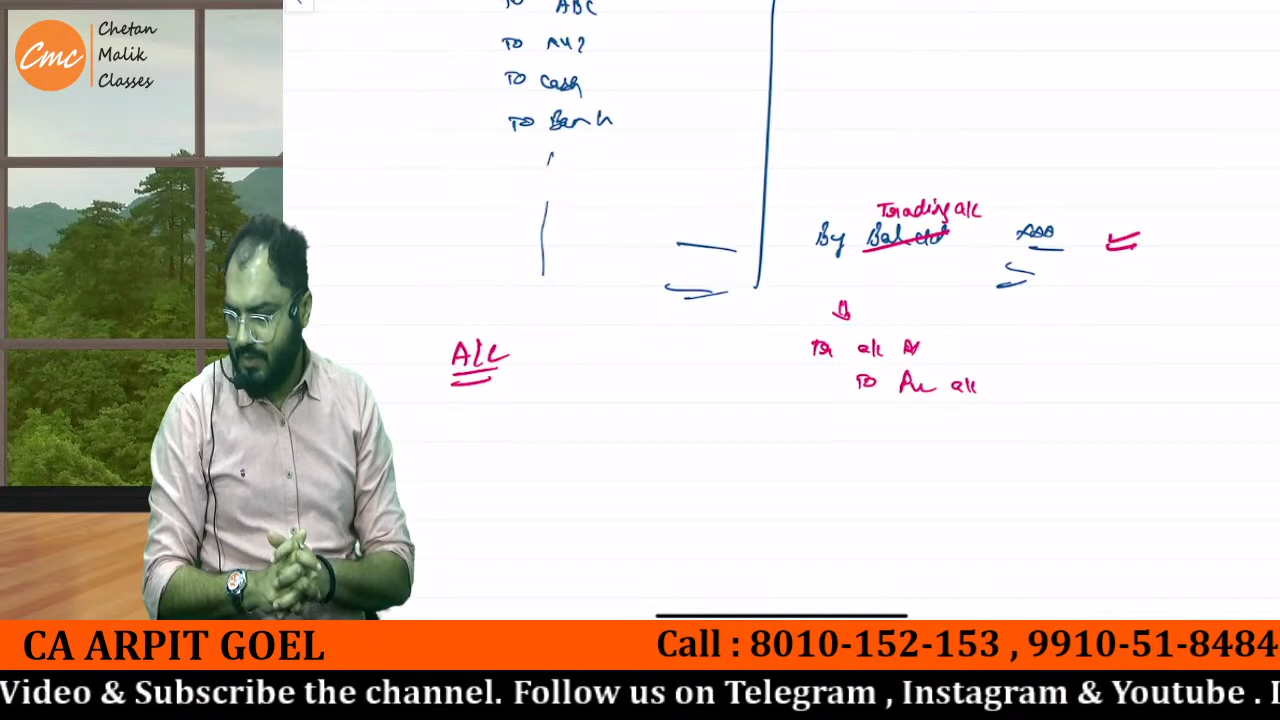 Cmc
Chetan
Malik
Classes
To ABC
To XYZ
To Cash
To Bank
Trading a/c
By
A/C
a/c
To a/c
CA ARPIT GOEL
Call : 8010-152-153 , 9910-51-8484
Video & Subscribe the channel. Follow us on Telegram , Instagram & Youtube .